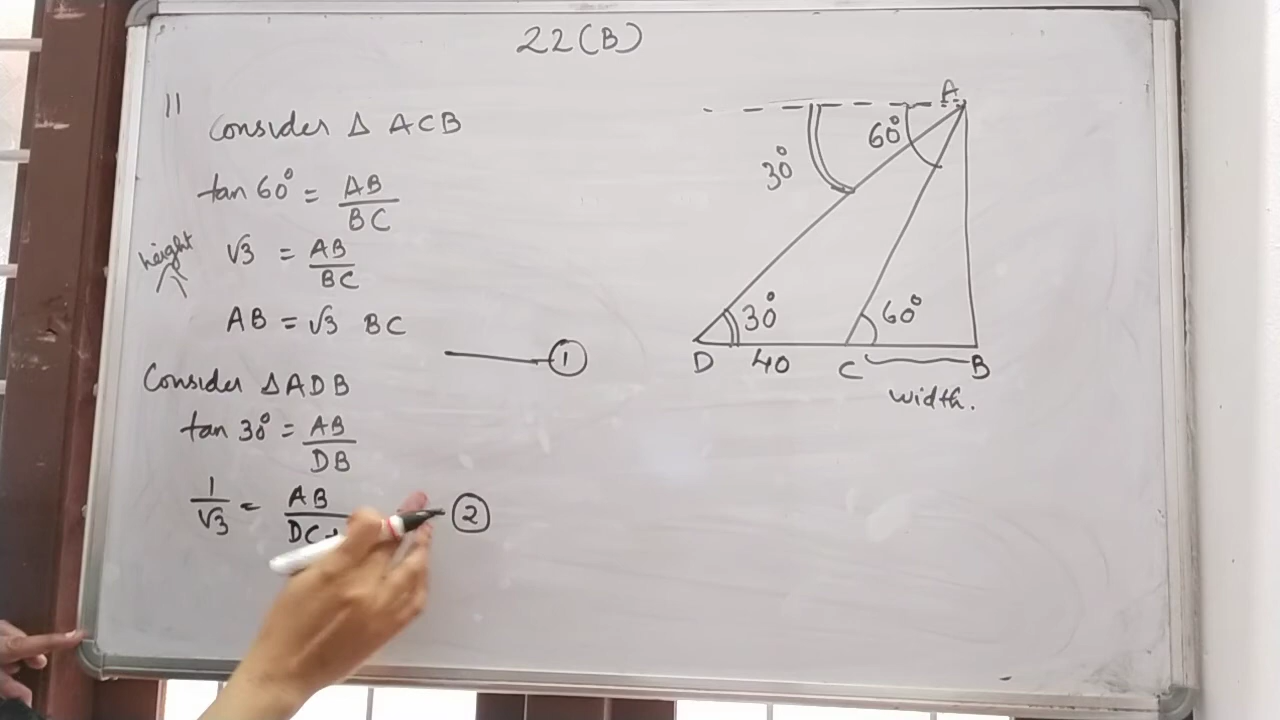 22(B)
11
Consider Δ ACB
tan 60° = AB/BC
height
√3 = AB/BC
AB = √3 BC
1
Consider Δ ADB
tan 30° = AB/DB
1/√3 = AB/DC+
2
A
60°
30°
30°
60°
D 40 C B
width.